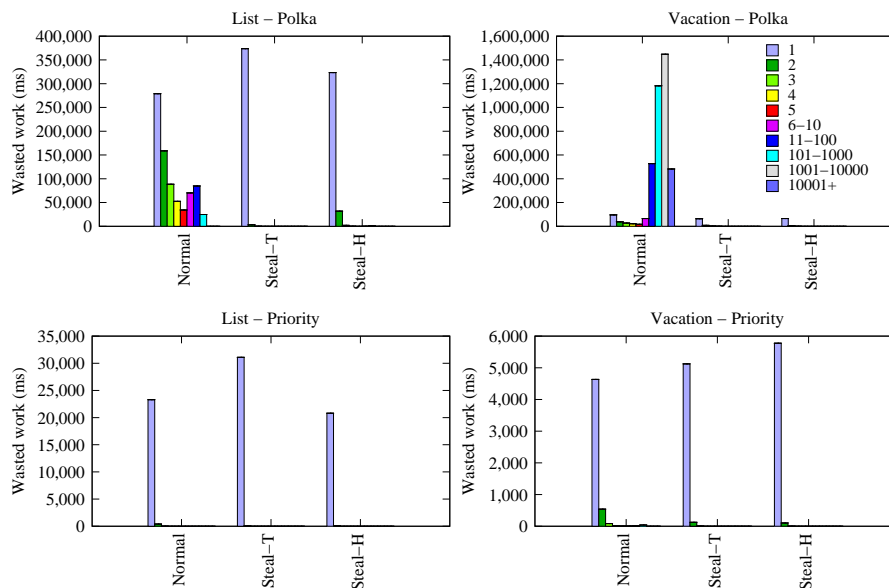 List – Polka
Wasted work (ms)
400,000
350,000
300,000
250,000
200,000
150,000
100,000
50,000
0
Normal
Steal–T
Steal–H
Vacation – Polka
Wasted work (ms)
1,600,000
1,400,000
1,200,000
1,000,000
800,000
600,000
400,000
200,000
0
Normal
Steal–T
Steal–H
1
2
3
4
5
6–10
11–100
101–1000
1001–10000
10001+
List – Priority
Wasted work (ms)
35,000
30,000
25,000
20,000
15,000
10,000
5,000
0
Normal
Steal–T
Steal–H
Vacation – Priority
Wasted work (ms)
6,000
5,000
4,000
3,000
2,000
1,000
0
Normal
Steal–T
Steal–H